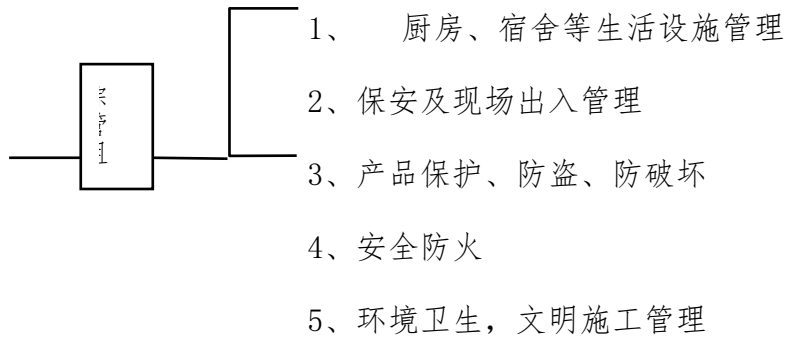 1、 厨房、宿舍等生活设施管理
2、保安及现场出入管理
3、产品保护、防盗、防破坏
4、安全防火
5、环境卫生，文明施工管理